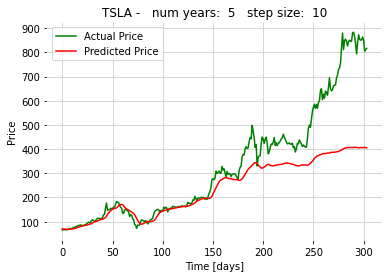 TSLA -   num years:  5   step size:  10
Actual Price
Predicted Price
Price
900
800
700
600
500
400
300
200
100
0 50 100 150 200 250 300
Time [days]